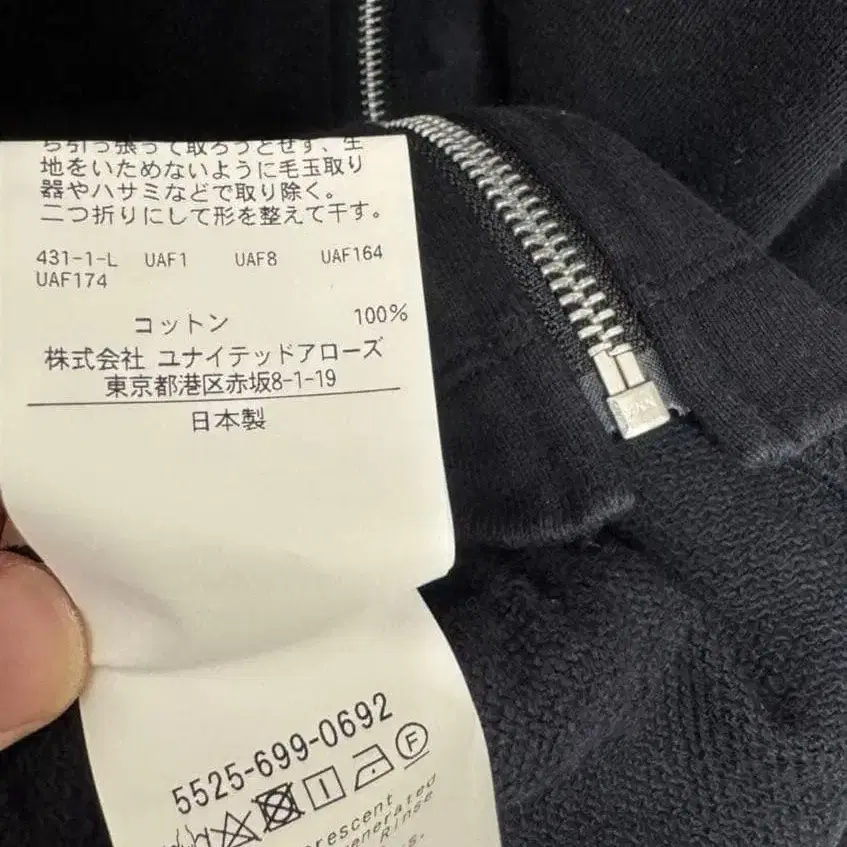 ち引っ張って取ろうとせず、生
地をいためないように毛玉取り
器やハサミなどで取り除く。
二つ折りにして形を整えて干す。
431-1-L UAF1 UAF8 UAF164
UAF174
コットン 100%
株式会社 ユナイテッドアローズ
東京都港区赤坂8-1-19
日本製
5525-699-0692
F
Rinse